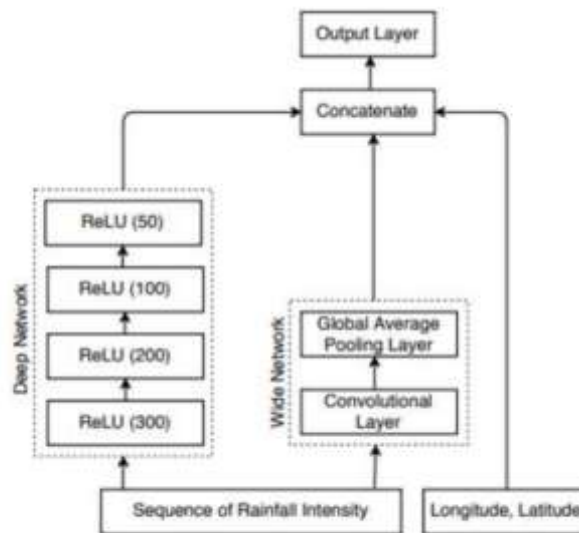 Output Layer
Concatenate
Deep Network
ReLU (50)
ReLU (100)
ReLU (200)
ReLU (300)
Wide Network
Global Average
Pooling Layer
Convolutional
Layer
Sequence of Rainfall Intensity
Longitude, Latitude